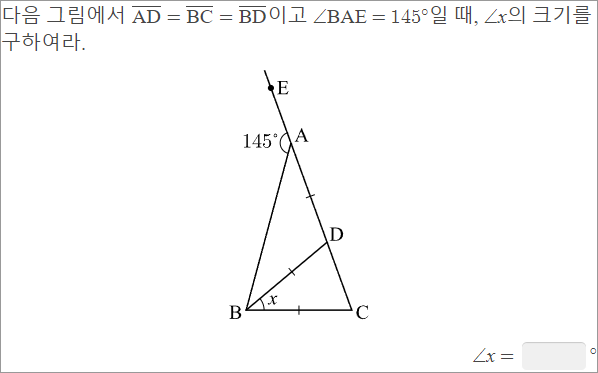 다음 그림에서 AD = BC = BD이고 ∠BAE = 145°일 때, ∠x의 크기를
구하여라.
E
145°
A
D
B
x
C
∠x = °